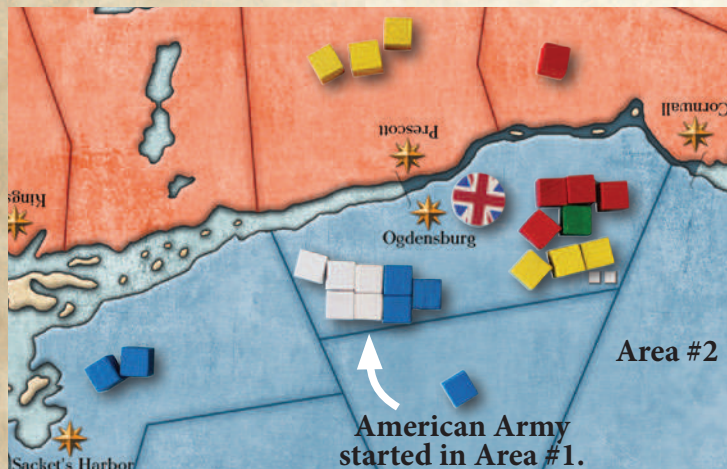 Cornwall
Prescott
Kings
Ogdensburg
Area #2
American Army
started in Area #1.
Sacket's Harbor